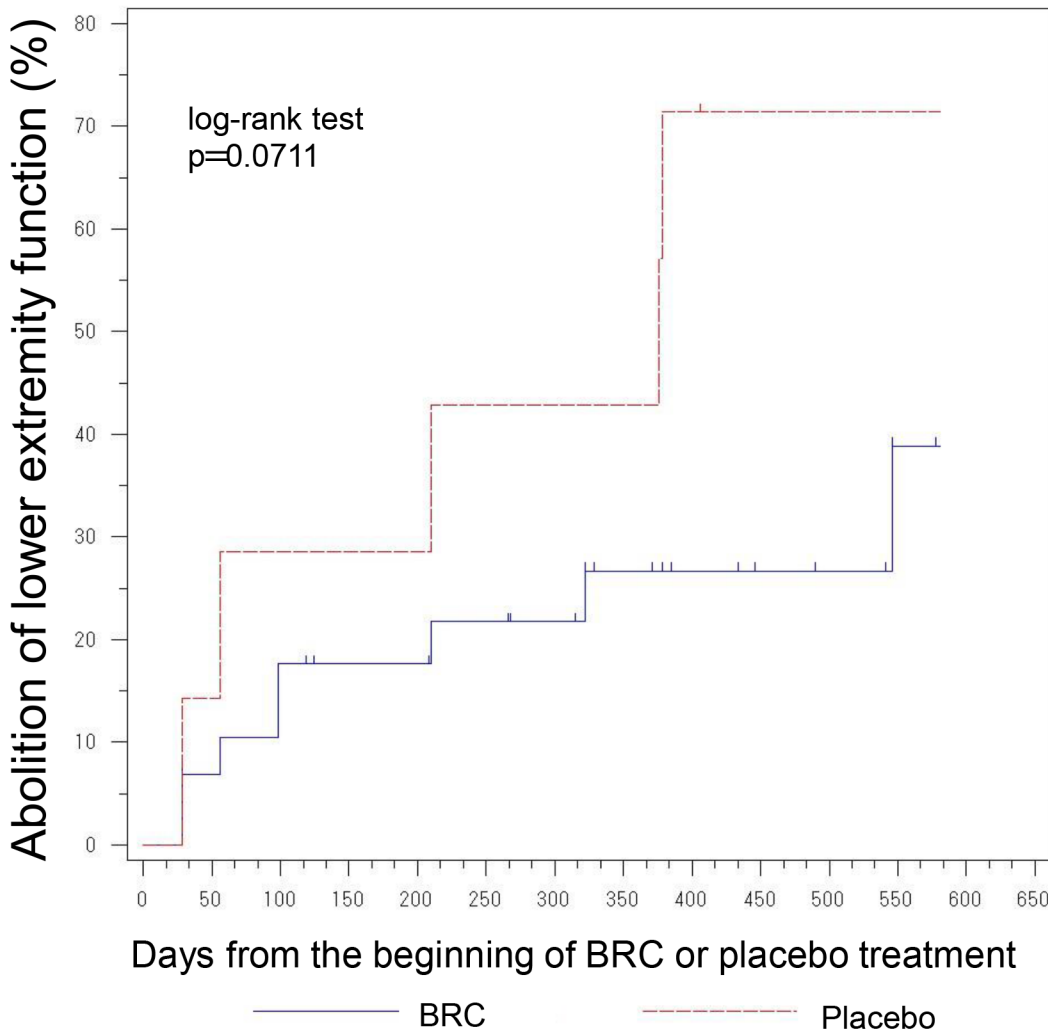 Abolition of lower extremity function (%)
80
70
60
50
40
30
20
10
0
log-rank test
p=0.0711
0 50 100 150 200 250 300 350 400 450 500 550 600 650
Days from the beginning of BRC or placebo treatment
BRC Placebo